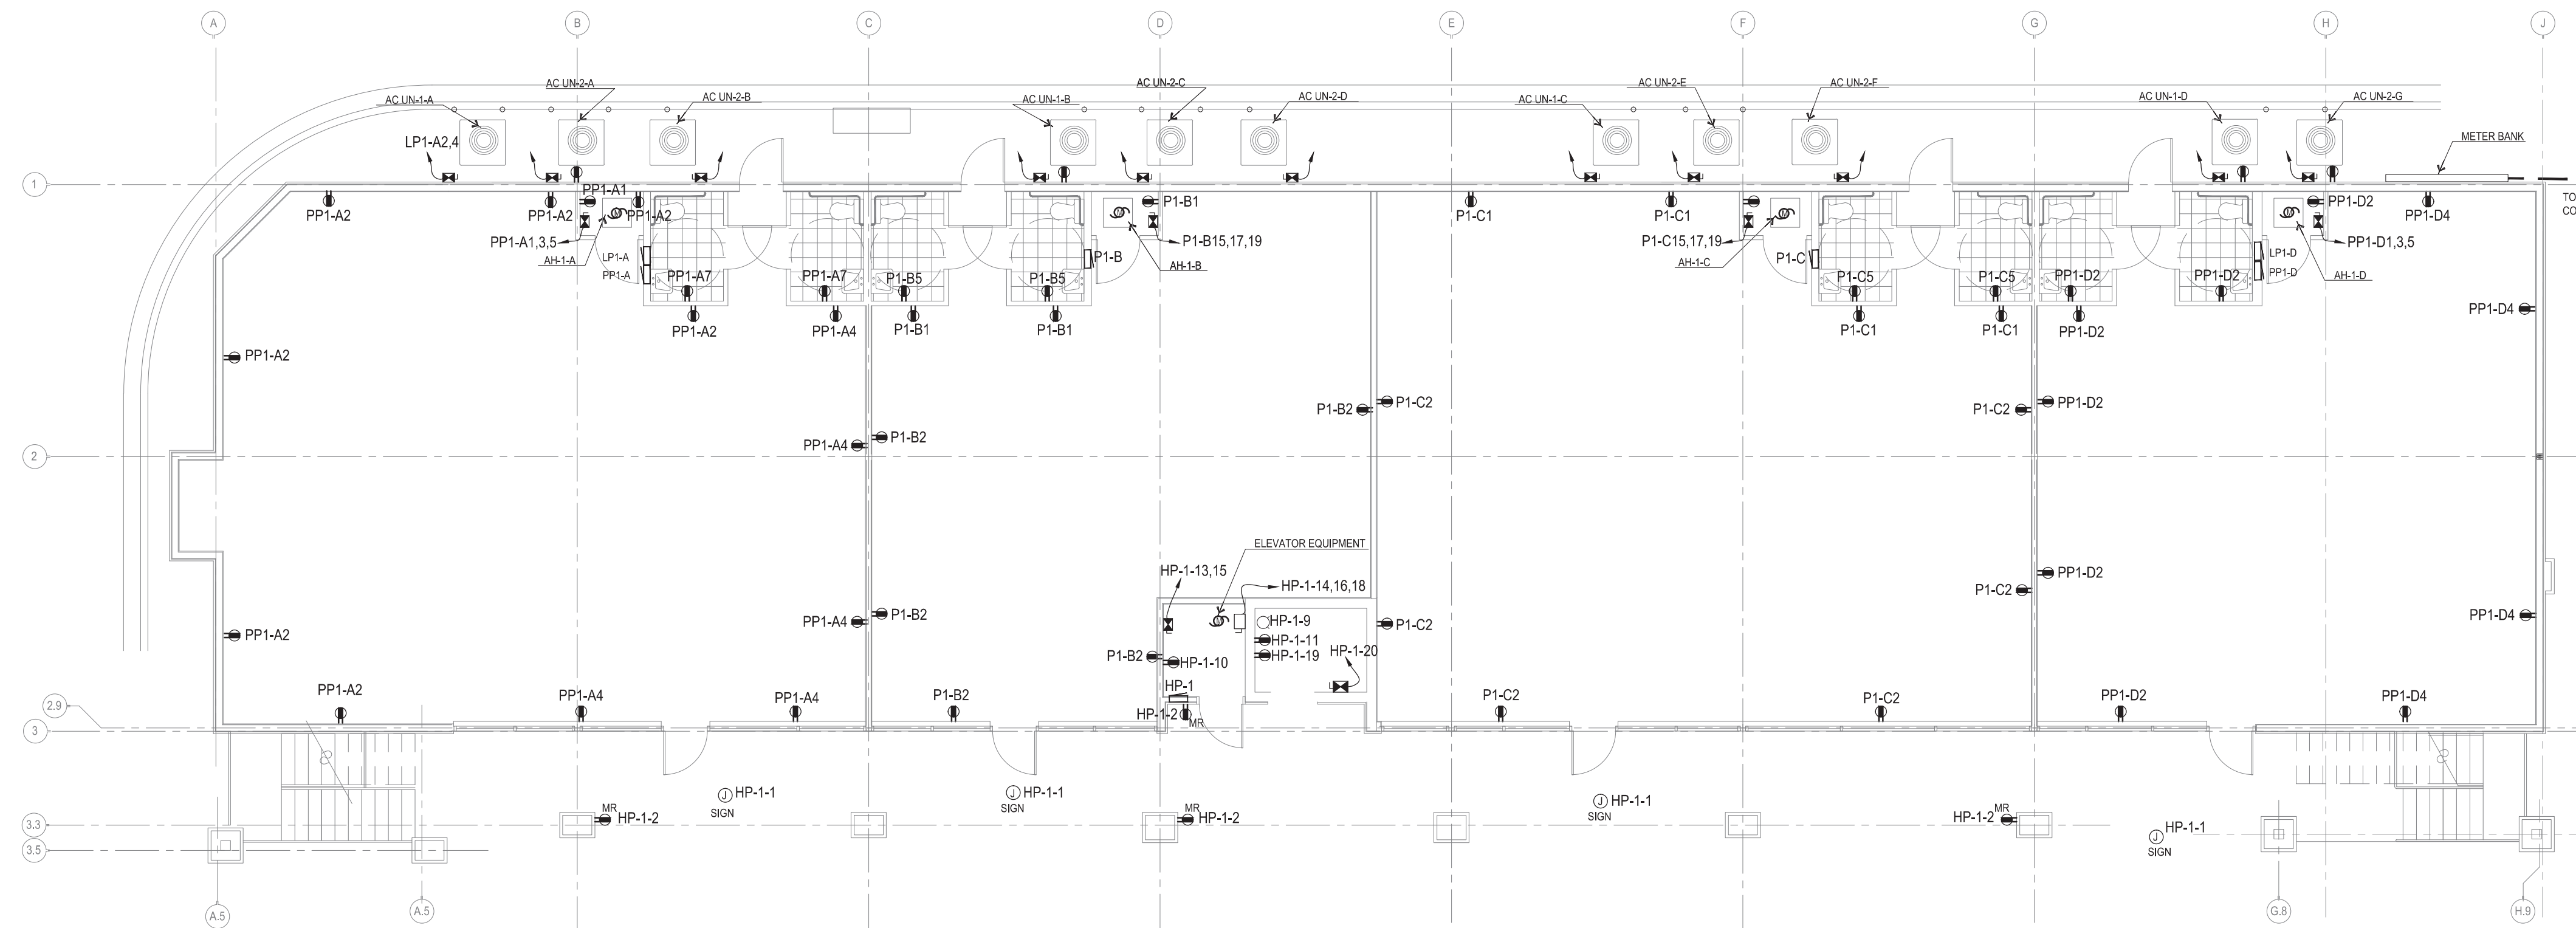 A B C D E F G H J
AC UN-2-A AC UN-2-C AC UN-2-E AC UN-2-F
AC UN-1-A AC UN-2-B AC UN-1-B AC UN-2-D AC UN-1-C AC UN-1-D AC UN-2-G
LP1-A2,4
METER BANK
1
PP1-A1
TO
CO
PP1-A2 PP1-A2 PP1-A2 P1-B1 P1-C1 P1-C1 PP1-D2 PP1-D4
PP1-A1,3,5 P1-B15,17,19 P1-C15,17,19 PP1-D1,3,5
AH-1-A LP1-A P1-B AH-1-B AH-1-C P1-C LP1-D
PP1-A PP1-D AH-1-D
PP1-A7 PP1-A7 P1-B5 P1-B5 P1-C5 P1-C5 PP1-D2 PP1-D2
PP1-D4
PP1-A2 PP1-A4 P1-B1 P1-B1 P1-C1 P1-C1 PP1-D2
PP1-A2
P1-B2 P1-C2 P1-C2 PP1-D2
PP1-A4 P1-B2
2
ELEVATOR EQUIPMENT
HP-1-13,15 PP1-D2
HP-1-14,16,18 P1-C2
PP1-A4 P1-B2 HP-1-9 P1-C2 PP1-D4
PP1-A2 HP-1-11
P1-B2 HP-1-10 HP-1-19 HP-1-20
PP1-A2 PP1-A4 PP1-A4 P1-B2 HP-1 P1-C2 P1-C2 PP1-D2 PP1-D4
2.9
HP-1-2 MR
3
J HP-1-1 J HP-1-1 J HP-1-1
SIGN SIGN SIGN
MR MR MR
3.3 HP-1-2 HP-1-2 HP-1-2
J HP-1-1
SIGN
3.5
A.5 A.5 G.8 H.9